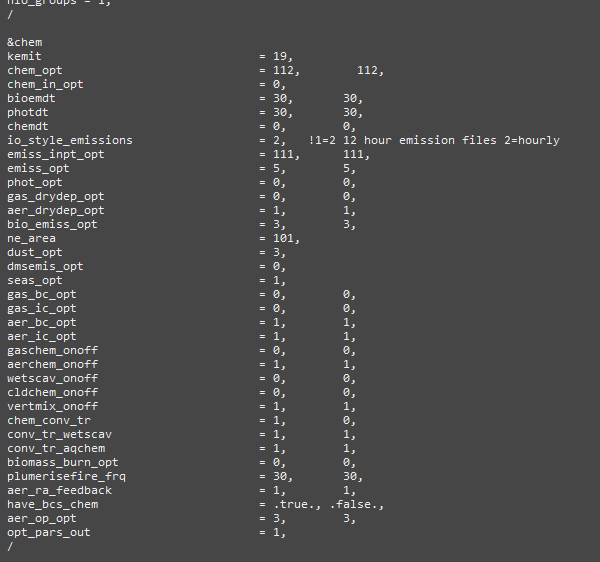 nio_groups = 1,
/
&chem
kemit = 19,
chem_opt = 112, 112,
chem_in_opt = 0,
bioemdt = 30, 30,
photdt = 30, 30,
chemdt = 0, 0,
io_style_emissions = 2, !1=2 12 hour emission files 2=hourly
emiss_inpt_opt = 111, 111,
emiss_opt = 5, 5,
phot_opt = 0, 0,
gas_drydep_opt = 0, 0,
aer_drydep_opt = 1, 1,
bio_emiss_opt = 3, 3,
ne_area = 101,
dust_opt = 3,
dmsemis_opt = 0,
seas_opt = 1,
gas_bc_opt = 0, 0,
gas_ic_opt = 0, 0,
aer_bc_opt = 1, 1,
aer_ic_opt = 1, 1,
gaschem_onoff = 0, 0,
aerchem_onoff = 1, 1,
wetscav_onoff = 0, 0,
cldchem_onoff = 0, 0,
vertmix_onoff = 1, 1,
chem_conv_tr = 1, 0,
conv_tr_wetscav = 1, 1,
conv_tr_aqchem = 1, 1,
biomass_burn_opt = 0, 0,
plumerisefire_frq = 30, 30,
aer_ra_feedback = 1, 1,
have_bcs_chem = .true., .false.,
aer_op_opt = 3, 3,
opt_pars_out = 1,
/